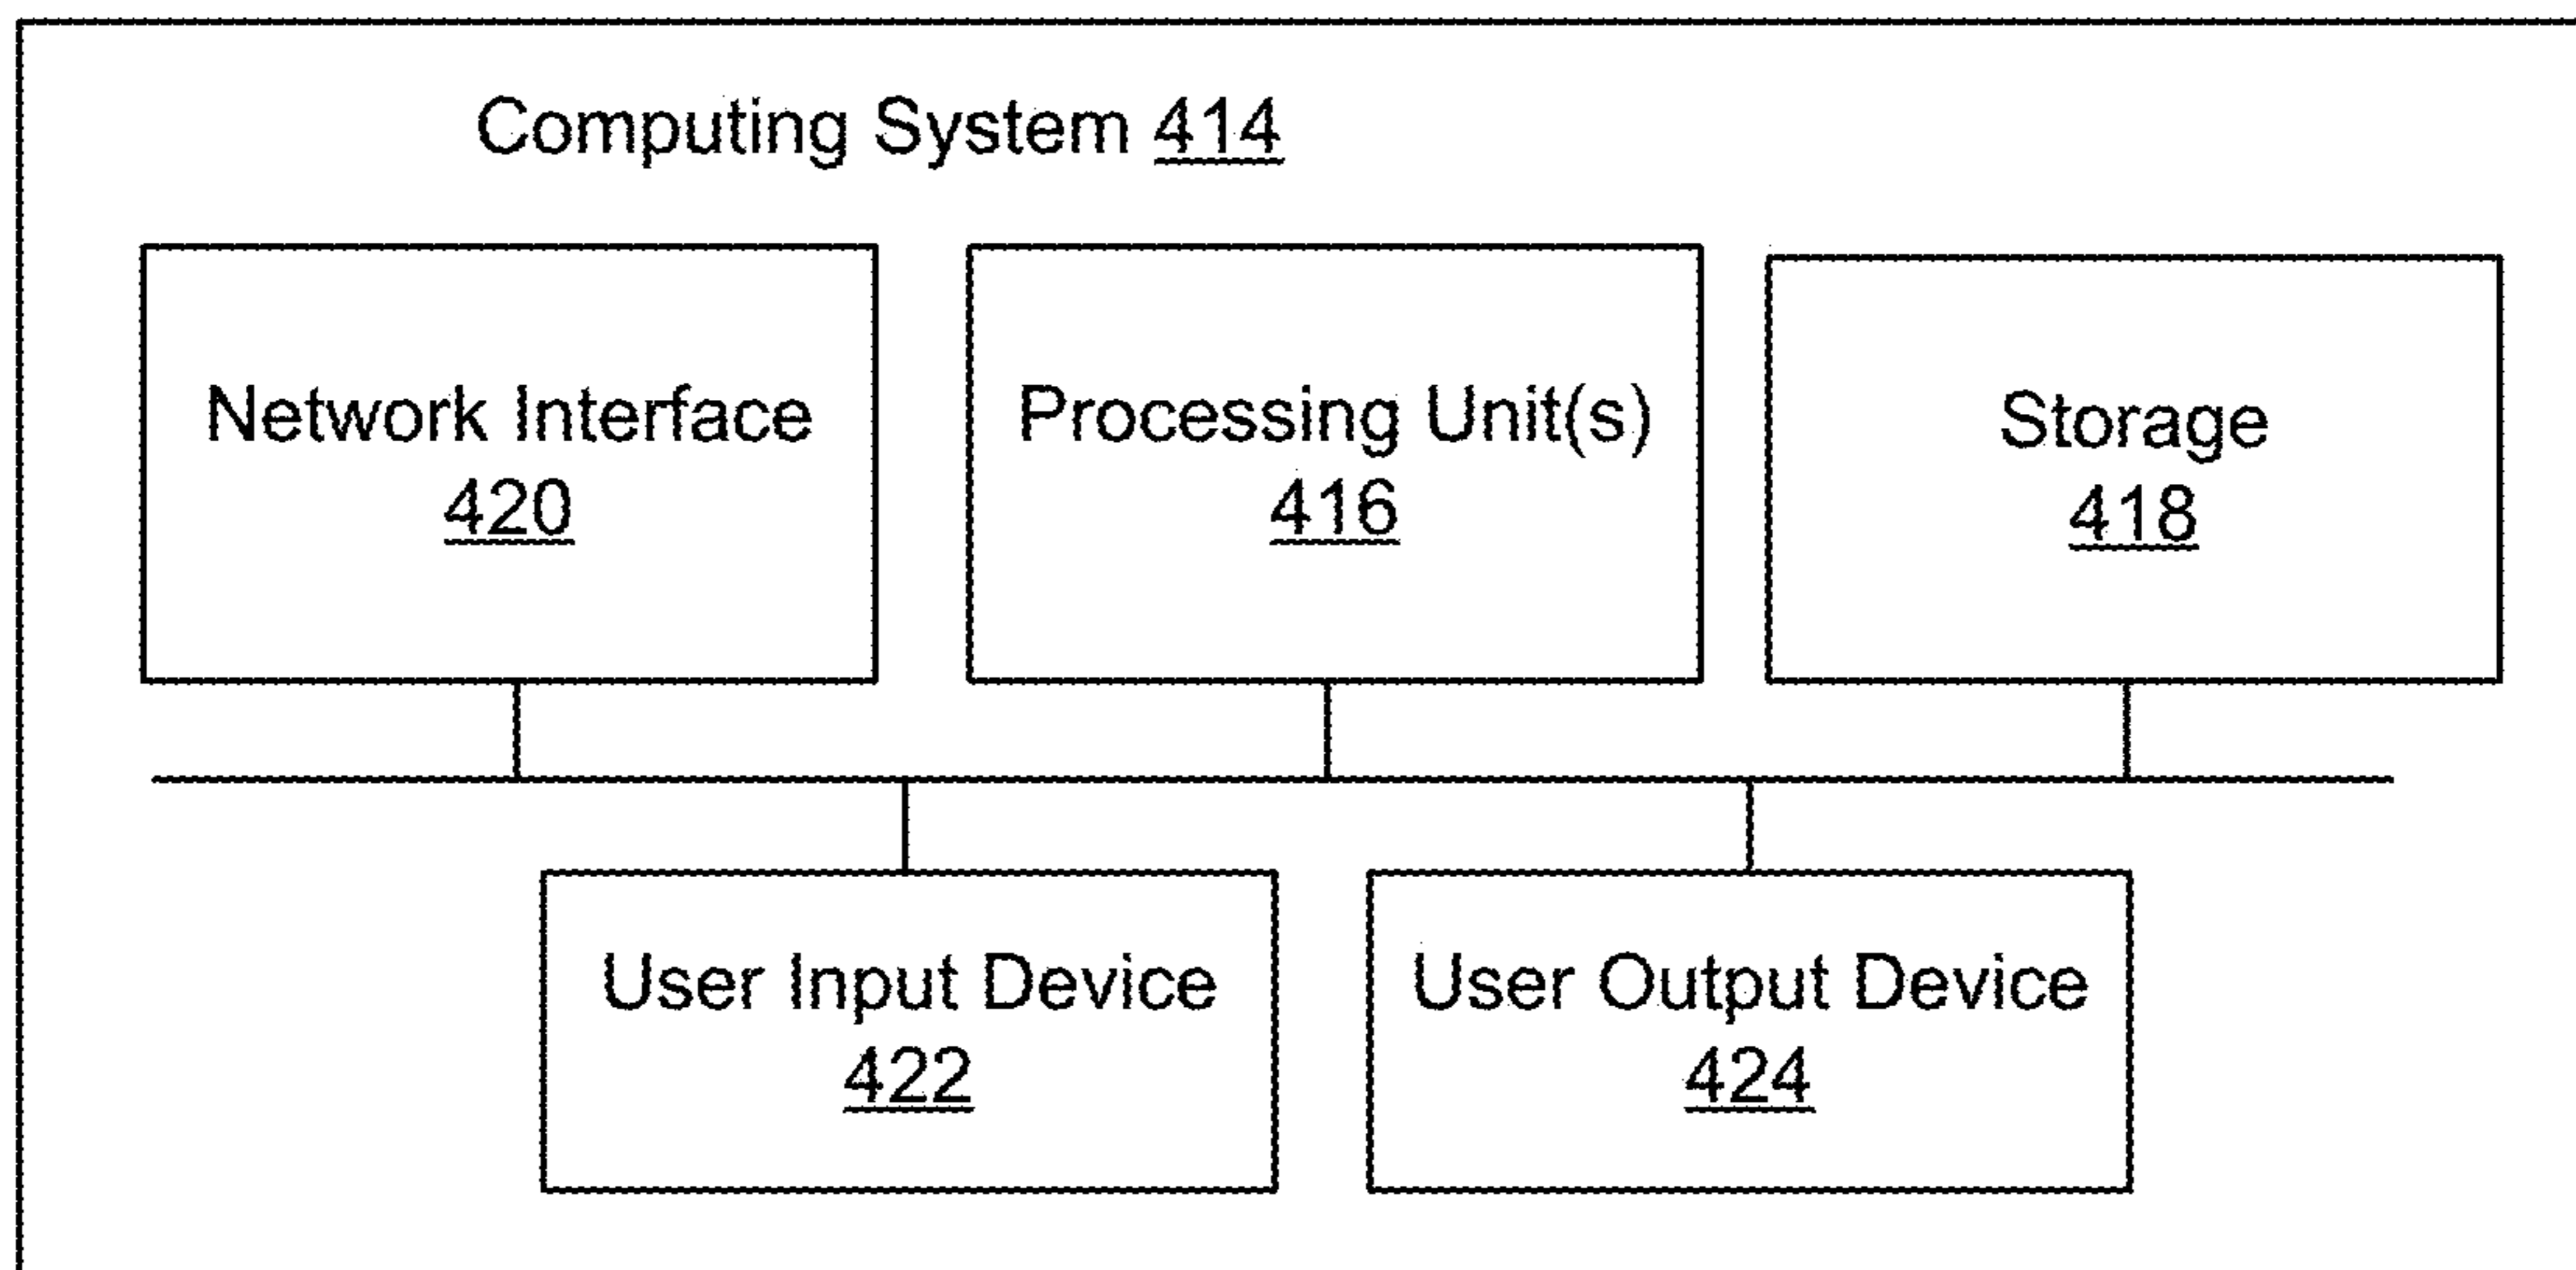 Computing System 414
Network Interface
420
Processing Unit(s)
416
Storage
418
User Input Device
422
User Output Device
424